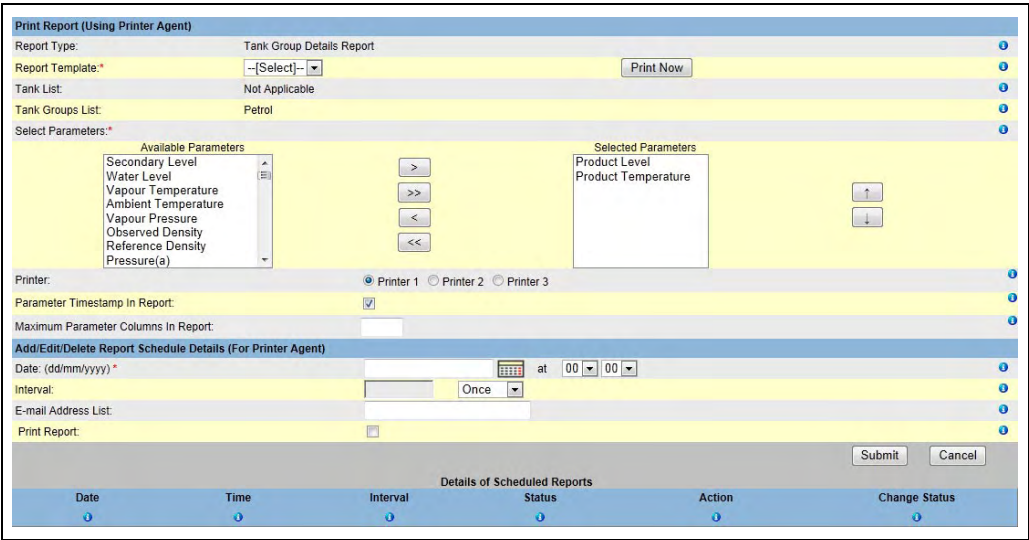 Print Report (Using Printer Agent)
Report Type: Tank Group Details Report
Report Template:* --[Select]-- Print Now
Tank List: Not Applicable
Tank Groups List: Petrol
Select Parameters:*
Available Parameters Selected Parameters
Secondary Level > Product Level
Water Level Product Temperature
Vapour Temperature >> ↑
Ambient Temperature
Vapour Pressure < ↓
Observed Density
Reference Density <<
Pressure(a)
Printer: Printer 1 Printer 2 Printer 3
Parameter Timestamp In Report:
Maximum Parameter Columns In Report:
Add/Edit/Delete Report Schedule Details (For Printer Agent)
Date: (dd/mm/yyyy) * at 00 00
Interval: Once
E-mail Address List:
Print Report:
Submit Cancel
Details of Scheduled Reports
Date Time Interval Status Action Change Status